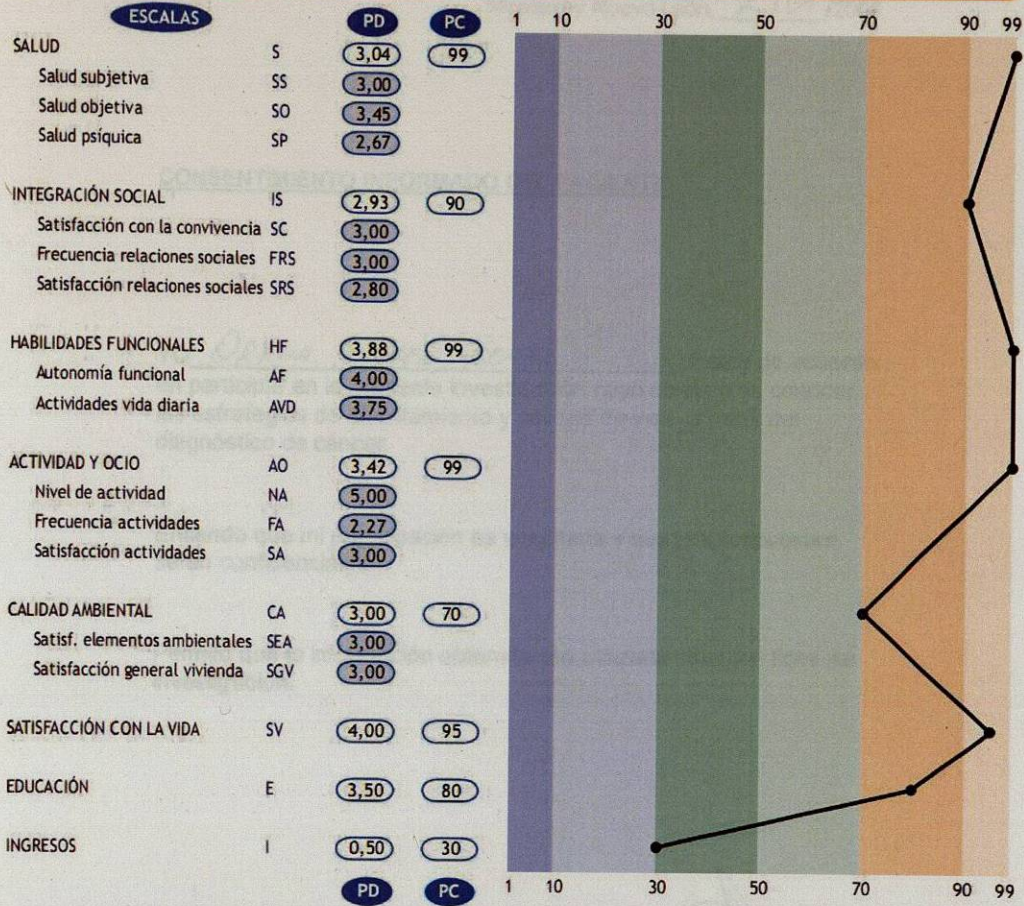 ESCALAS PD PC 1 10 30 50 70 90 99
SALUD S 3,04 99
Salud subjetiva SS 3,00
Salud objetiva SO 3,45
Salud psíquica SP 2,67
INTEGRACIÓN SOCIAL IS 2,93 90
Satisfacción con la convivencia SC 3,00
Frecuencia relaciones sociales FRS 3,00
Satisfacción relaciones sociales SRS 2,80
HABILIDADES FUNCIONALES HF 3,88 99
Autonomía funcional AF 4,00
Actividades vida diaria AVD 3,75
ACTIVIDAD Y OCIO AO 3,42 99
Nivel de actividad NA 5,00
Frecuencia actividades FA 2,27
Satisfacción actividades SA 3,00
CALIDAD AMBIENTAL CA 3,00 70
Satisf. elementos ambientales SEA 3,00
Satisfacción general vivienda SGV 3,00
SATISFACCIÓN CON LA VIDA SV 4,00 95
EDUCACIÓN E 3,50 80
INGRESOS I 0,50 30
PD PC 1 10 30 50 70 90 99